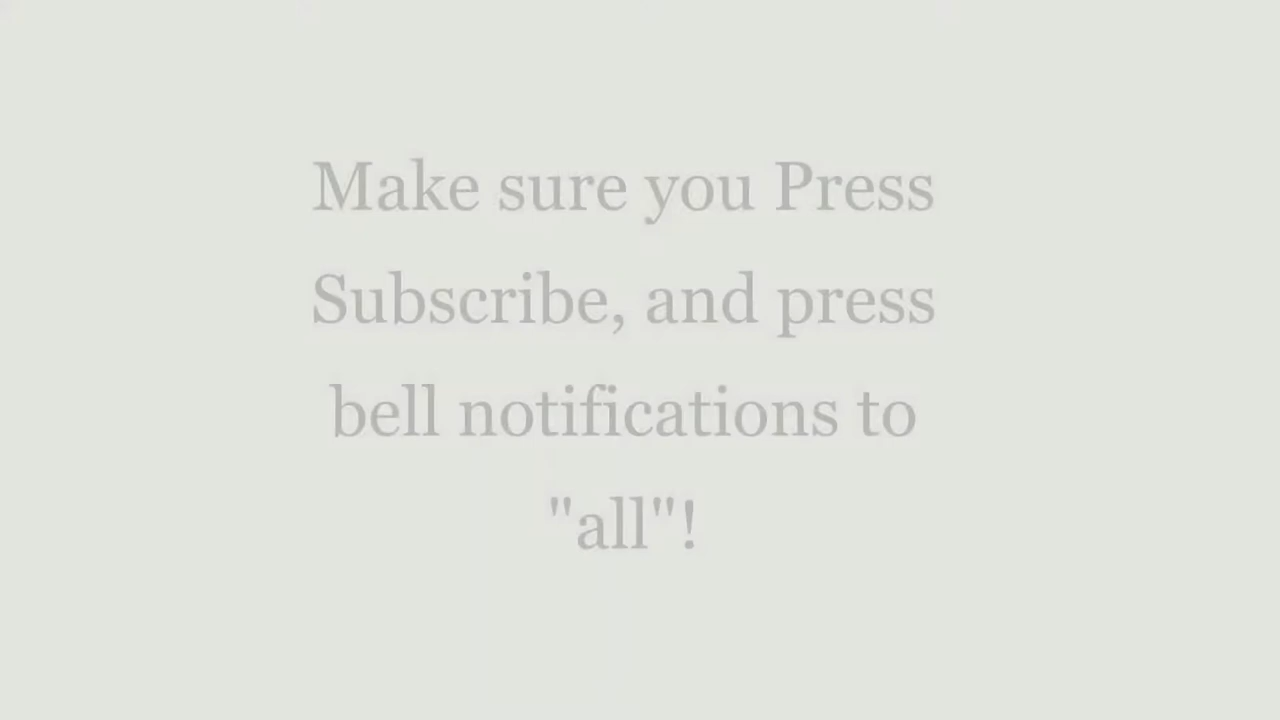 Make sure you Press
Subscribe, and press
bell notifications to
"all"!